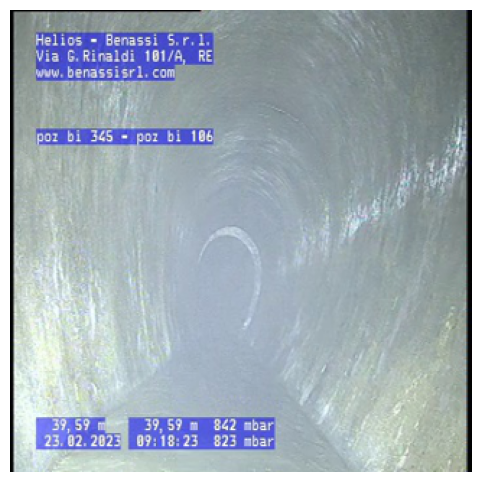 Helios - Benassi S.r.l.
Via G.Rinaldi 101/A, RE
www.benassisrl.com
poz bi 345 - poz bi 106
39,59 m 39,59 m 842 mbar
23.02.2023 09:18:23 823 mbar